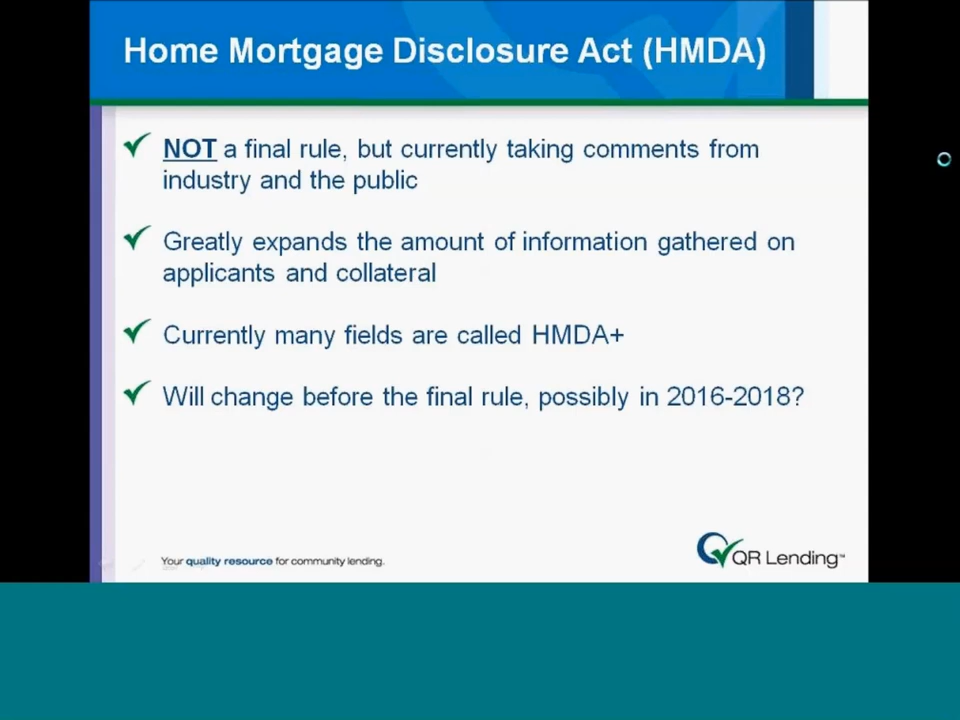 Home Mortgage Disclosure Act (HMDA)
NOT a final rule, but currently taking comments from
industry and the public
Greatly expands the amount of information gathered on
applicants and collateral
Currently many fields are called HMDA+
Will change before the final rule, possibly in 2016-2018?
Your quality resource for community lending.
QR Lending™